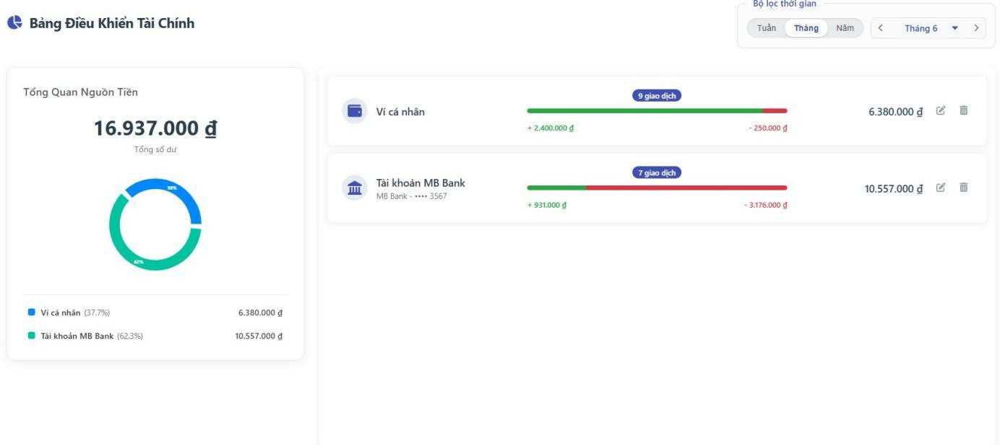 Bộ lọc thời gian
Bảng Điều Khiển Tài Chính
Tuần Tháng Năm Tháng 6
Tổng Quan Nguồn Tiền
16.937.000 ₫
Tổng số dư
38%
62%
Ví cá nhân (37.7%) 6.380.000 ₫
Tài khoản MB Bank (62.3%) 10.557.000 ₫
9 giao dịch
Ví cá nhân
6.380.000 ₫
+ 2.400.000 ₫ - 250.000 ₫
7 giao dịch
Tài khoản MB Bank
MB Bank - •••• 3567
10.557.000 ₫
+ 931.000 ₫ - 3.176.000 ₫